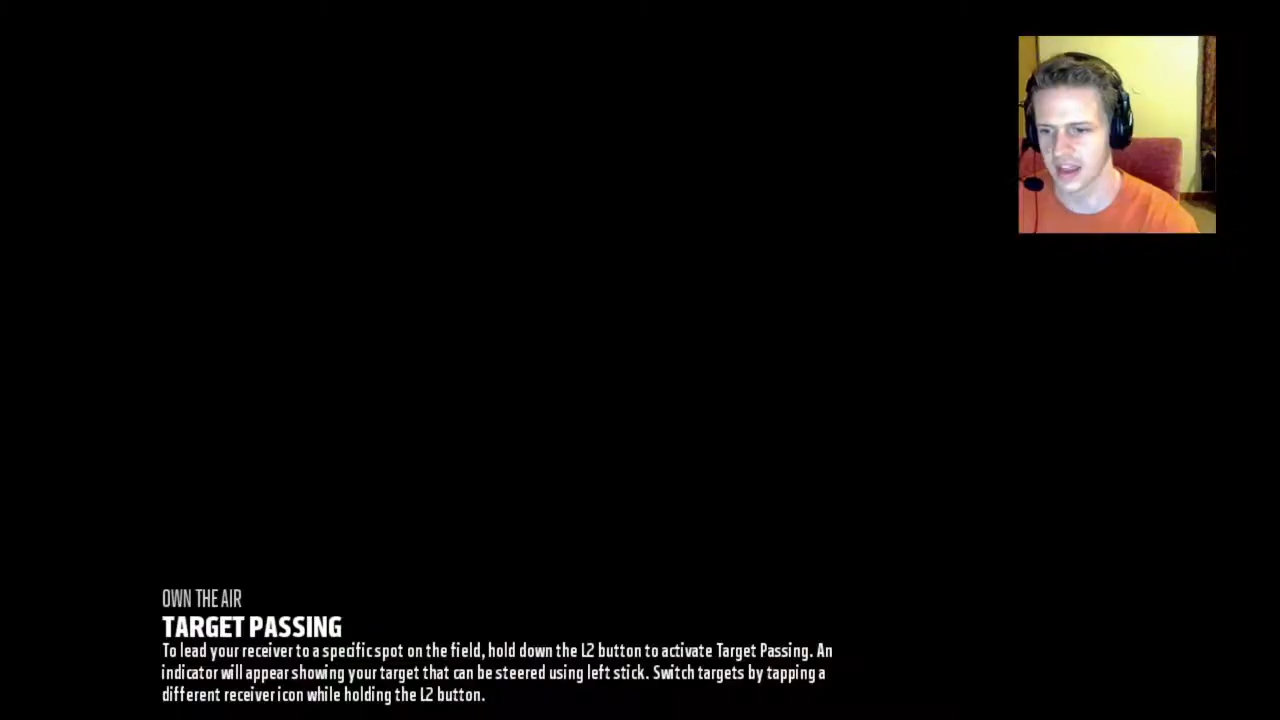 OWN THE AIR
TARGET PASSING
To lead your receiver to a specific spot on the field, hold down the L2 button to activate Target Passing. An
indicator will appear showing your target that can be steered using left stick. Switch targets by tapping a
different receiver icon while holding the L2 button.